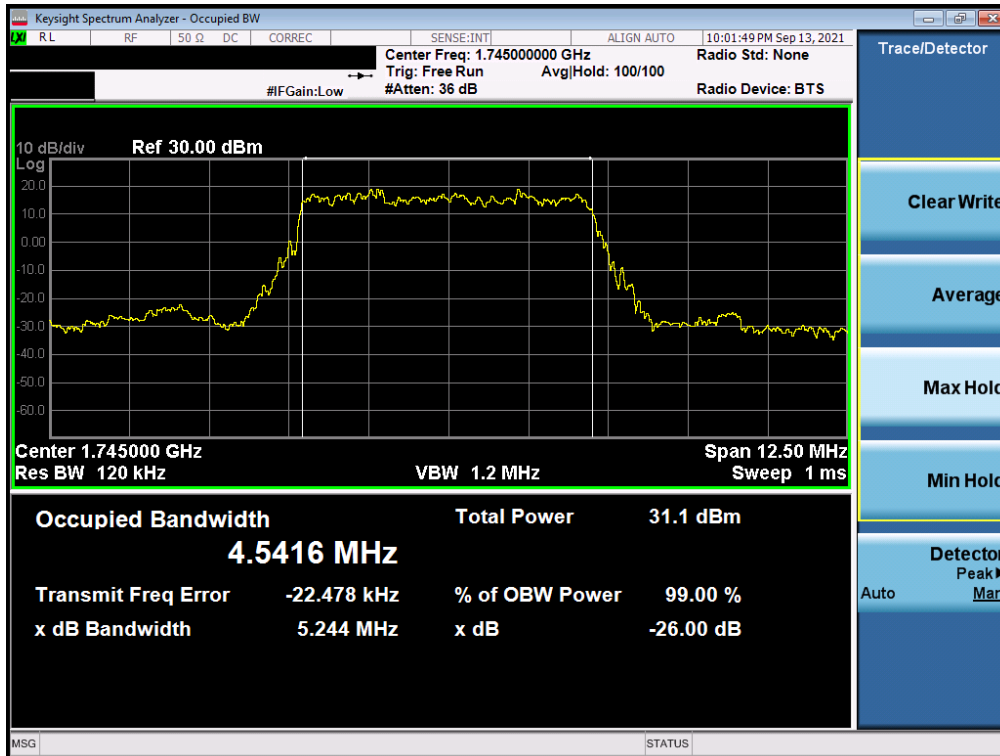 Keysight Spectrum Analyzer - Occupied BW
LXI RL RF 50 Ω DC CORREC SENSE:INT ALIGN AUTO 10:01:49 PM Sep 13, 2021
Center Freq: 1.745000000 GHz Radio Std: None
Trig: Free Run Avg|Hold: 100/100
#IFGain:Low #Atten: 36 dB Radio Device: BTS
Trace/Detector
10 dB/div Ref 30.00 dBm
Log
20.0
10.0
0.00
-10.0
-20.0
-30.0
-40.0
-50.0
-60.0
Center 1.745000 GHz Span 12.50 MHz
Res BW 120 kHz VBW 1.2 MHz Sweep 1 ms
Occupied Bandwidth Total Power 31.1 dBm
4.5416 MHz
Transmit Freq Error -22.478 kHz % of OBW Power 99.00 %
x dB Bandwidth 5.244 MHz x dB -26.00 dB
Clear Write
Average
Max Hold
Min Hold
Detector
Peak
Auto Man
MSG STATUS